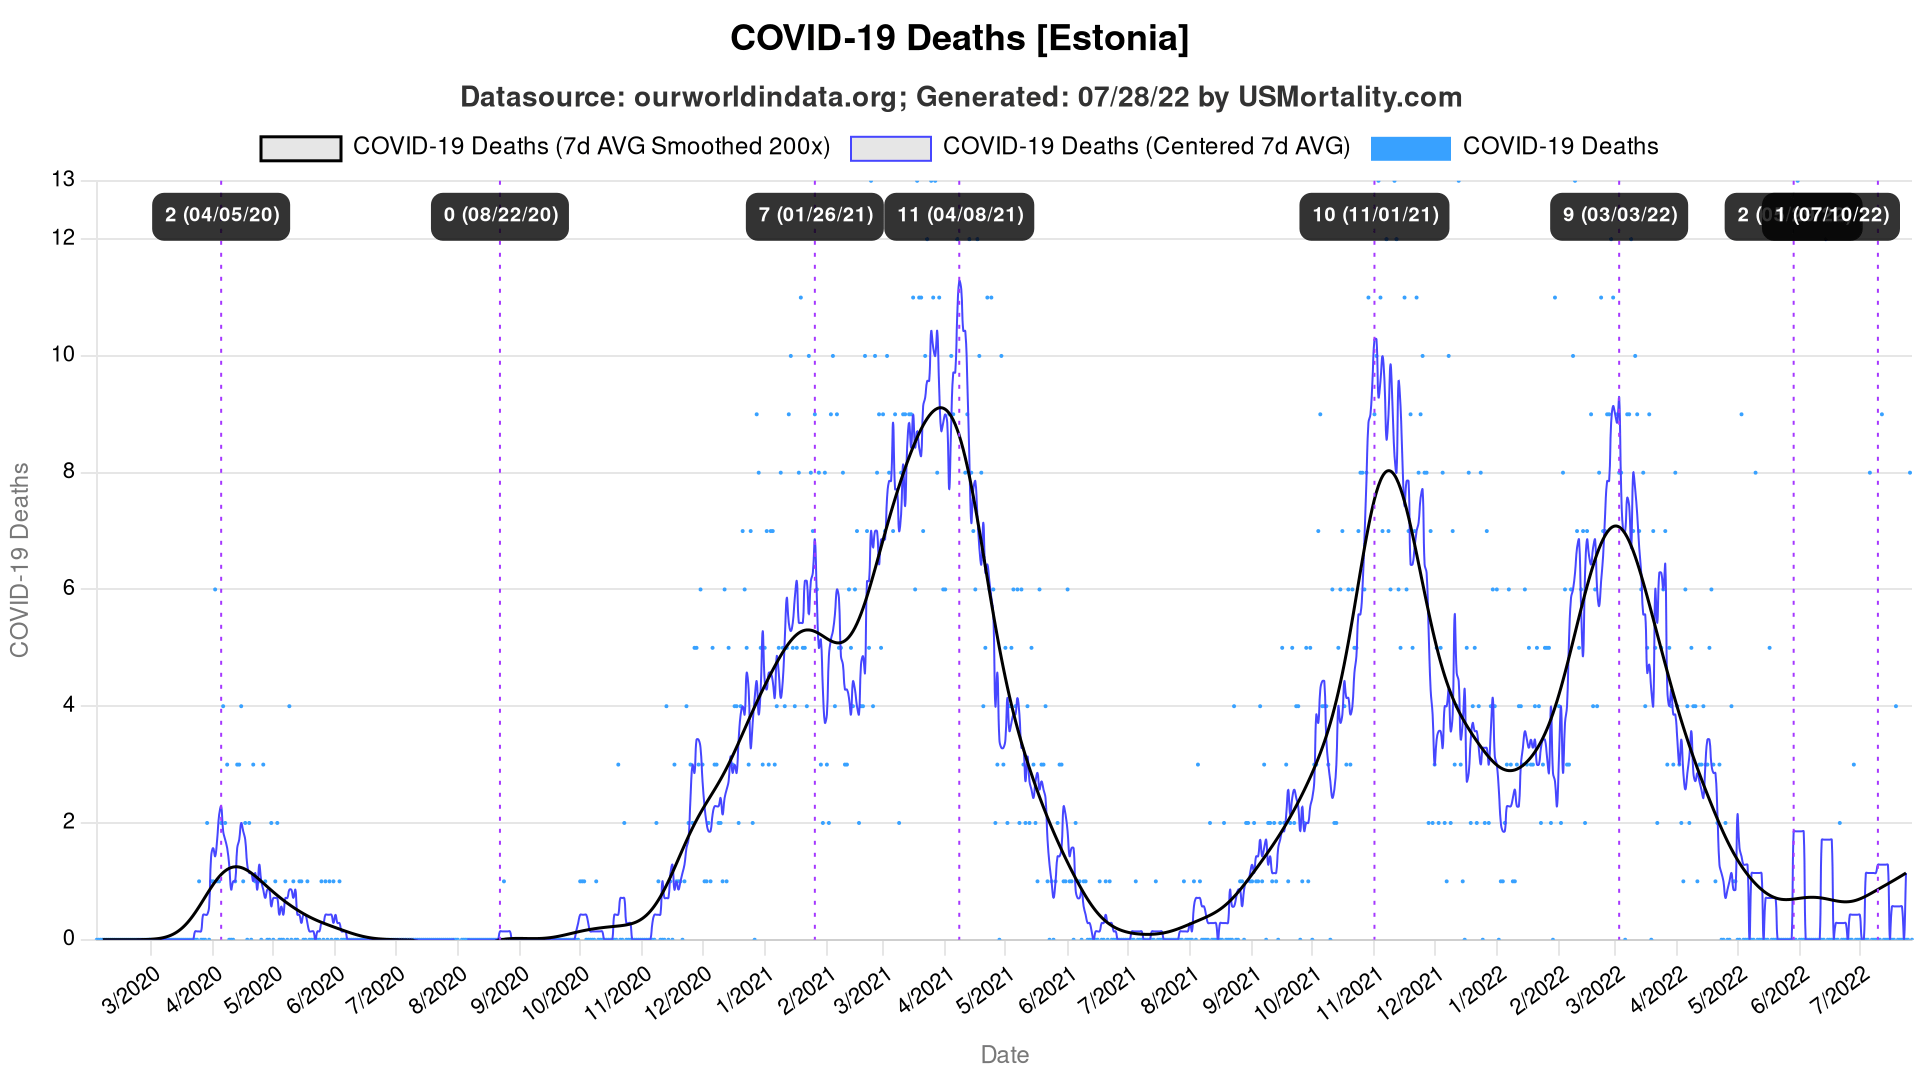 COVID-19 Deaths [Estonia]
Datasource: ourworldindata.org; Generated: 07/28/22 by USMortality.com
COVID-19 Deaths (7d AVG Smoothed 200x) COVID-19 Deaths (Centered 7d AVG) COVID-19 Deaths
13
2 (04/05/20) 0 (08/22/20) 7 (01/26/21) 11 (04/08/21) 10 (11/01/21) 9 (03/03/22) 2 1 (07/10/22)
12
10
8
6
4
2
0
COVID-19 Deaths
3/2020 4/2020 5/2020 6/2020 7/2020 8/2020 9/2020 10/2020 11/2020 12/2020 1/2021 2/2021 3/2021 4/2021 5/2021 6/2021 7/2021 8/2021 9/2021 10/2021 11/2021 12/2021 1/2022 2/2022 3/2022 4/2022 5/2022 6/2022 7/2022
Date